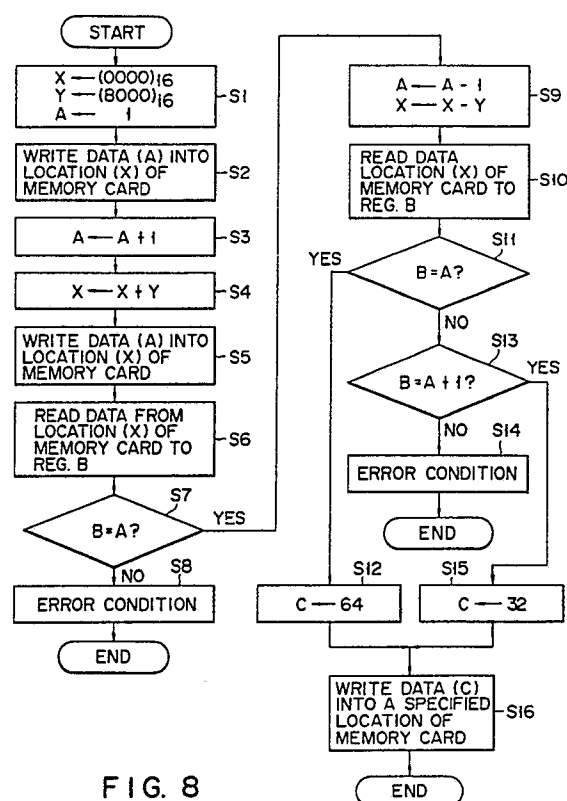 START
X ← (0000)16
Y ← (8000)16
A ← 1
S1
WRITE DATA (A) INTO
LOCATION (X) OF
MEMORY CARD
S2
A ← A + 1
S3
X ← X + Y
S4
WRITE DATA (A) INTO
LOCATION (X) OF
MEMORY CARD
S5
READ DATA FROM
LOCATION (X) OF
MEMORY CARD TO
REG. B
S6
S7
B = A?
YES
NO
S8
ERROR CONDITION
END
A ← A - 1
X ← X - Y
S9
READ DATA
LOCATION (X) OF
MEMORY CARD TO
REG. B
S10
S11
YES
B = A?
NO
S13
YES
B = A + 1?
NO
S14
ERROR CONDITION
END
S12
C ← 64
S15
C ← 32
WRITE DATA (C)
INTO A SPECIFIED
LOCATION OF
MEMORY CARD
S16
END
FIG. 8